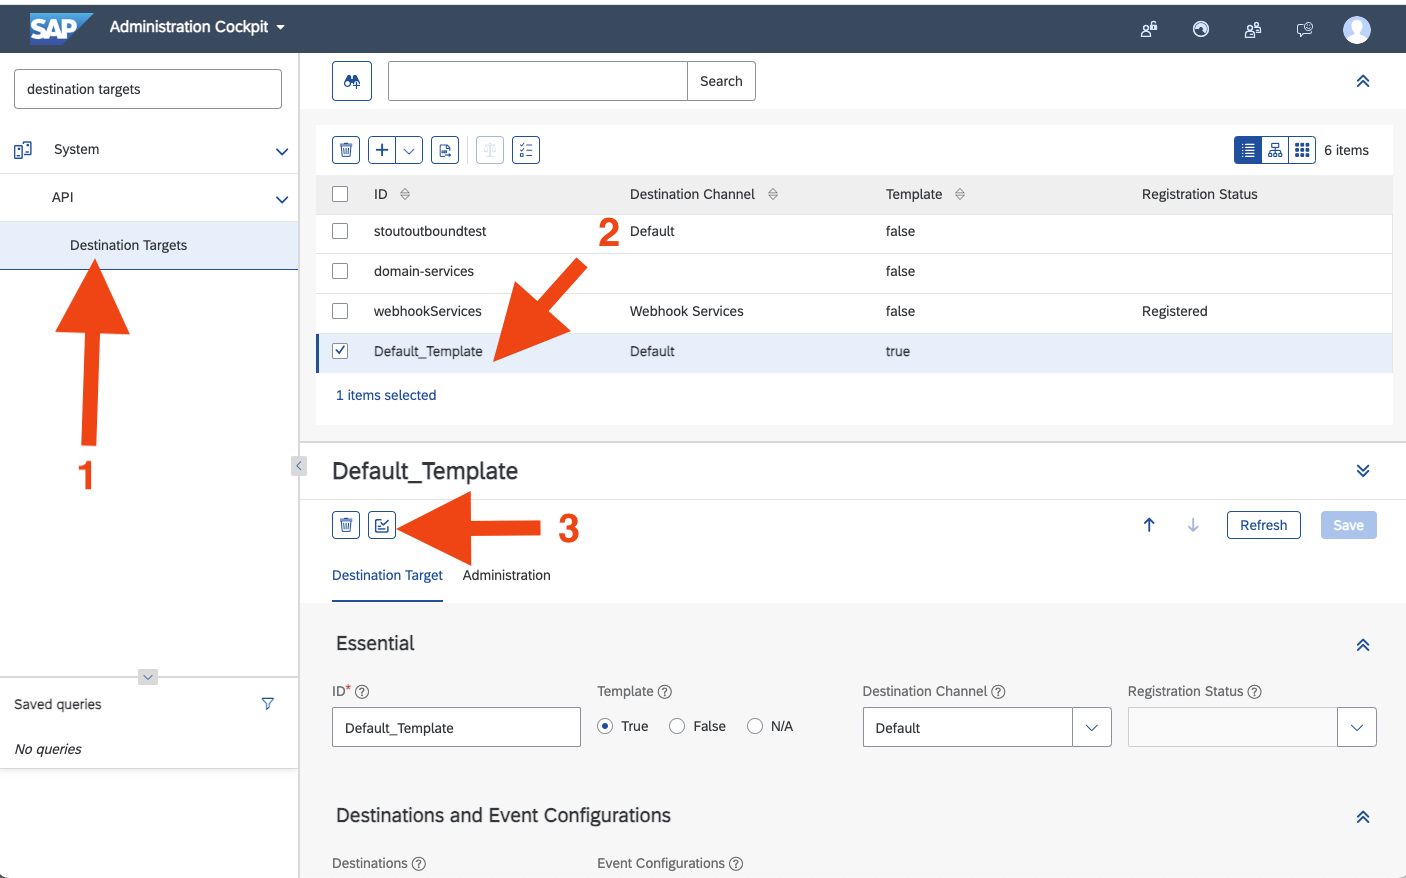 SAP Administration Cockpit
destination targets
Search
System
6 items
API
ID Destination Channel Template Registration Status
Destination Targets
stoutoutboundtest 2 Default false
domain-services false
webhookServices Webhook Services false Registered
Default_Template Default true
1 items selected
1
Default_Template
3
Refresh Save
Destination Target Administration
Essential
ID* Template Destination Channel Registration Status
Default_Template True False N/A Default
Saved queries
No queries
Destinations and Event Configurations
Destinations Event Configurations